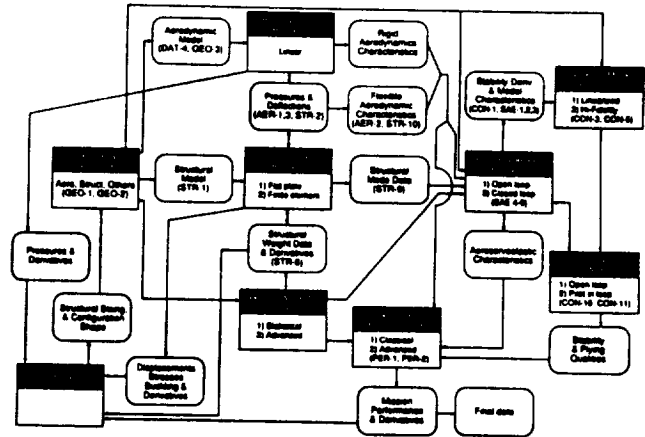 Aerodynamic
Model
(DAT-4, GEO-3)
Linear
Rigid
Aerodynamics
Characteristics
Pressures &
Deflections
(AER-1,3, STR-2)
Flexible
Aerodynamic
Characteristics
(AER-2, STR-10)
Stability Deriv
& Model
Characteristics
(CON-1, SAE 1,2,3)
1)
2) Hi-Fidelity
(CON-3, CON-9)
Aero, Struct, Others
(GEO-1, GEO-2)
Structural
Model
(STR-1)
1) Flat plate
2) Finite element
Structural
Mode Data
(STR-9)
1) Open loop
2) Closed loop
(SAE 4-9)
Pressures &
Derivatives
Structural Sizing
& Configuration
Shape
Structural
Weight Data
& Derivatives
(STR-8)
Aeroservoelastic
Characteristics
1) Open loop
2) Pilot in loop
(CON-10, CON-11)
1) Statistical
2) Advanced
1) Classical
2) Advanced
(PER-1, PER-2)
Stability
& Flying
Qualities
Displacements
Stresses
Buckling &
Derivatives
Mission
Performance
& Derivatives
Final data